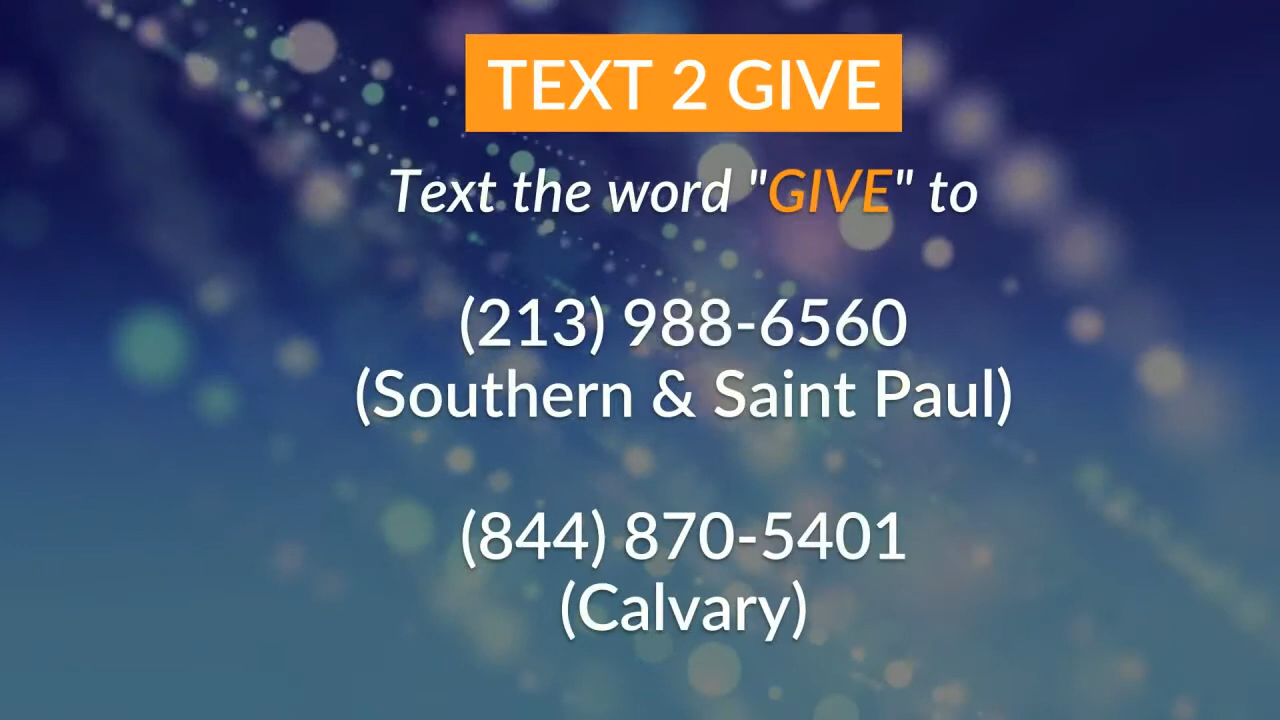 TEXT 2 GIVE
Text the word "GIVE" to
(213) 988-6560
(Southern & Saint Paul)
(844) 870-5401
(Calvary)